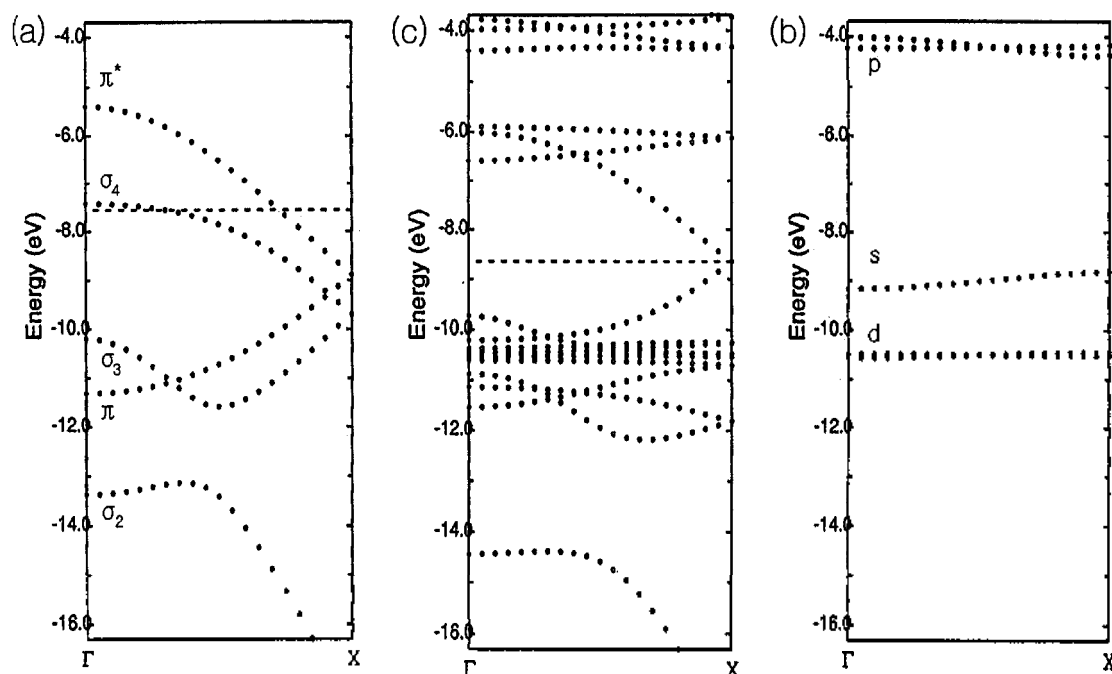 (a)
Energy (eV)
-4.0
-6.0
-8.0
-10.0
-12.0
-14.0
-16.0
π*
σ4
σ3
π
σ2
Γ
X
(c)
Energy (eV)
-4.0
-6.0
-8.0
-10.0
-12.0
-14.0
-16.0
Γ
X
(b)
Energy (eV)
-4.0
-6.0
-8.0
-10.0
-12.0
-14.0
-16.0
p
s
d
Γ
X